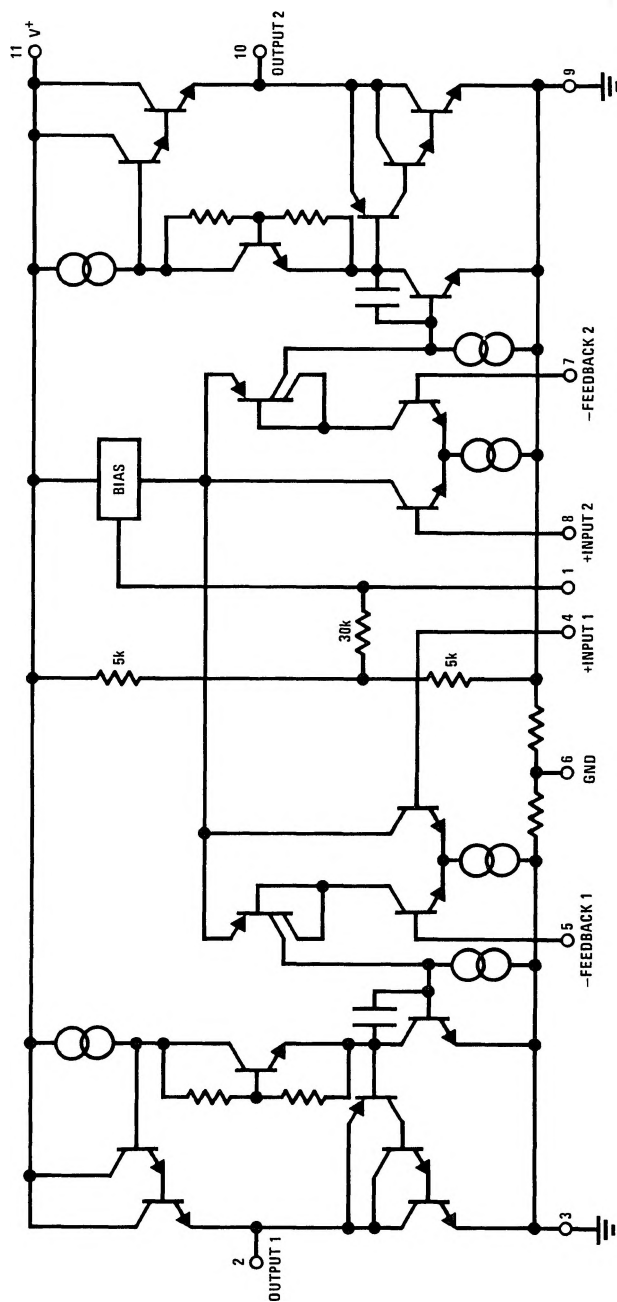 11 V+
10
OUTPUT 2
9
7
−FEEDBACK 2
8
+INPUT 2
BIAS
1
30k
5k
5k
4
+INPUT 1
6
GND
5
−FEEDBACK 1
2
OUTPUT 1
3